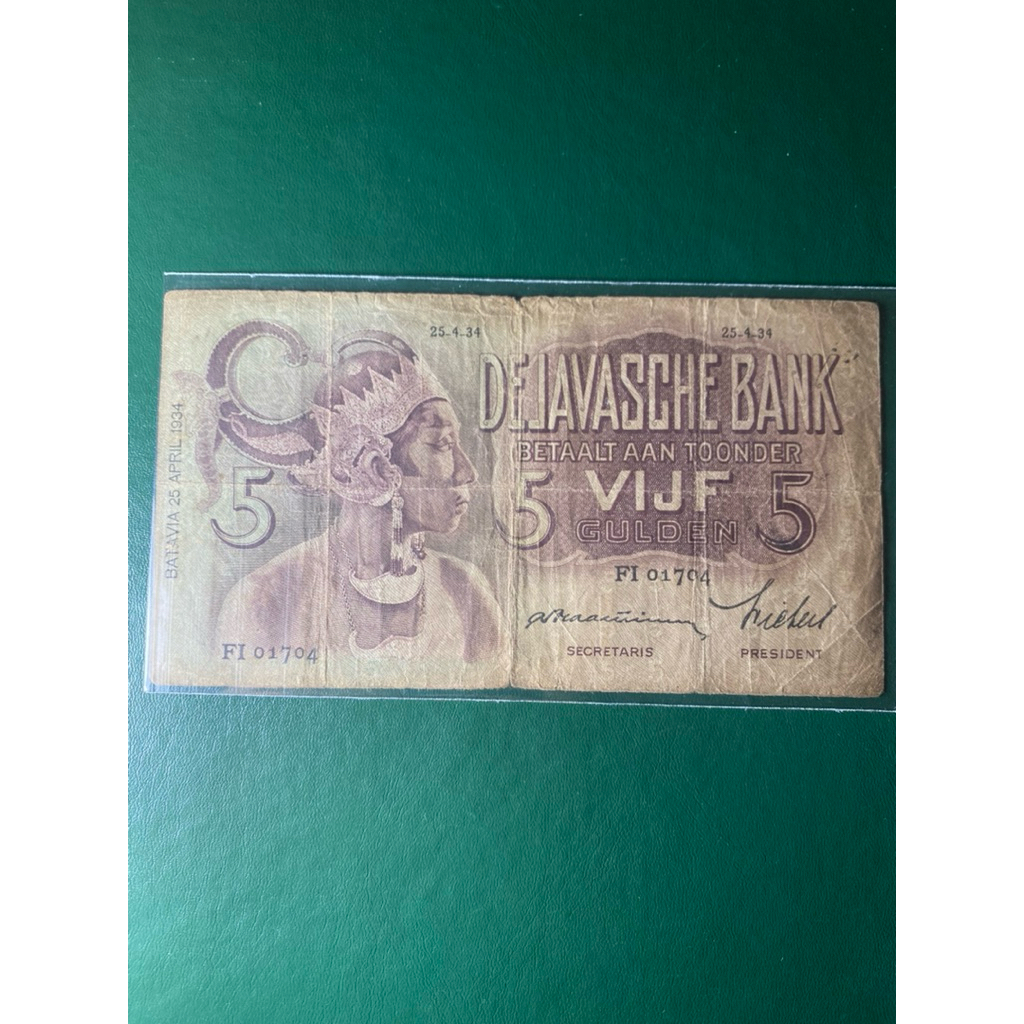 25-4-34
25-4-34
DE JAVASCHE BANK
BETAALT AAN TOONDER
5
5
VIJF
5
GULDEN
BATAVIA 25 APRIL 1934
FI 01704
FI 01704
SECRETARIS
PRESIDENT